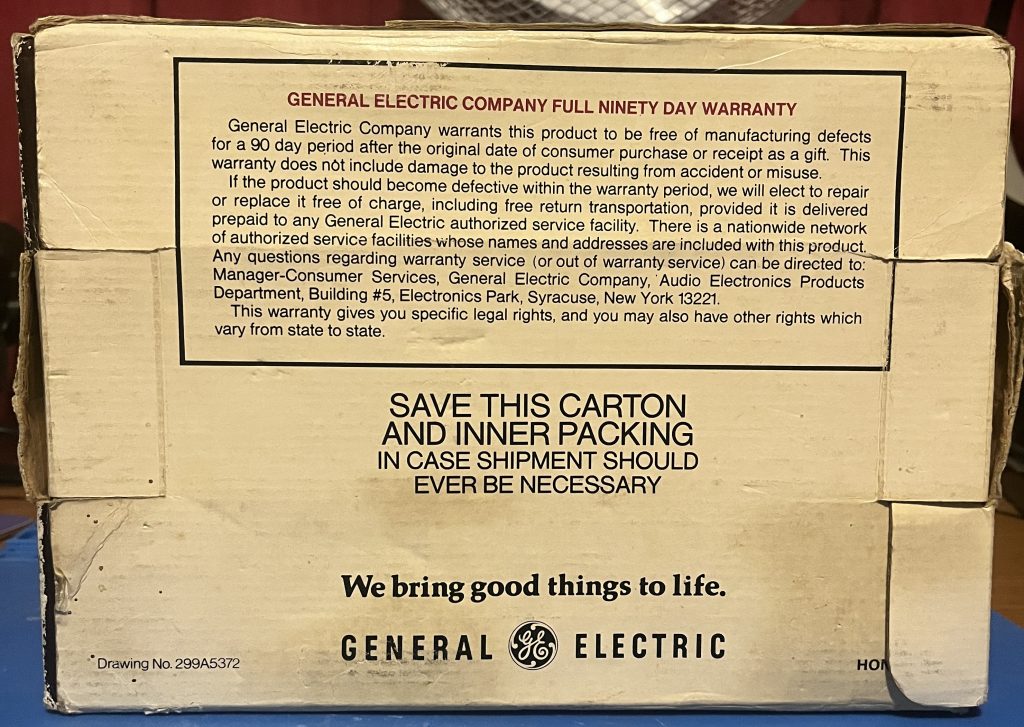 GENERAL ELECTRIC COMPANY FULL NINETY DAY WARRANTY
General Electric Company warrants this product to be free of manufacturing defects
for a 90 day period after the original date of consumer purchase or receipt as a gift. This
warranty does not include damage to the product resulting from accident or misuse.
If the product should become defective within the warranty period, we will elect to repair
or replace it free of charge, including free return transportation, provided it is delivered
prepaid to any General Electric authorized service facility. There is a nationwide network
of authorized service facilities whose names and addresses are included with this product.
Any questions regarding warranty service (or out of warranty service) can be directed to:
Manager-Consumer Services, General Electric Company, Audio Electronics Products
Department, Building #5, Electronics Park, Syracuse, New York 13221.
This warranty gives you specific legal rights, and you may also have other rights which
vary from state to state.
SAVE THIS CARTON
AND INNER PACKING
IN CASE SHIPMENT SHOULD
EVER BE NECESSARY
We bring good things to life.
GENERAL GE ELECTRIC
Drawing No. 299A5372